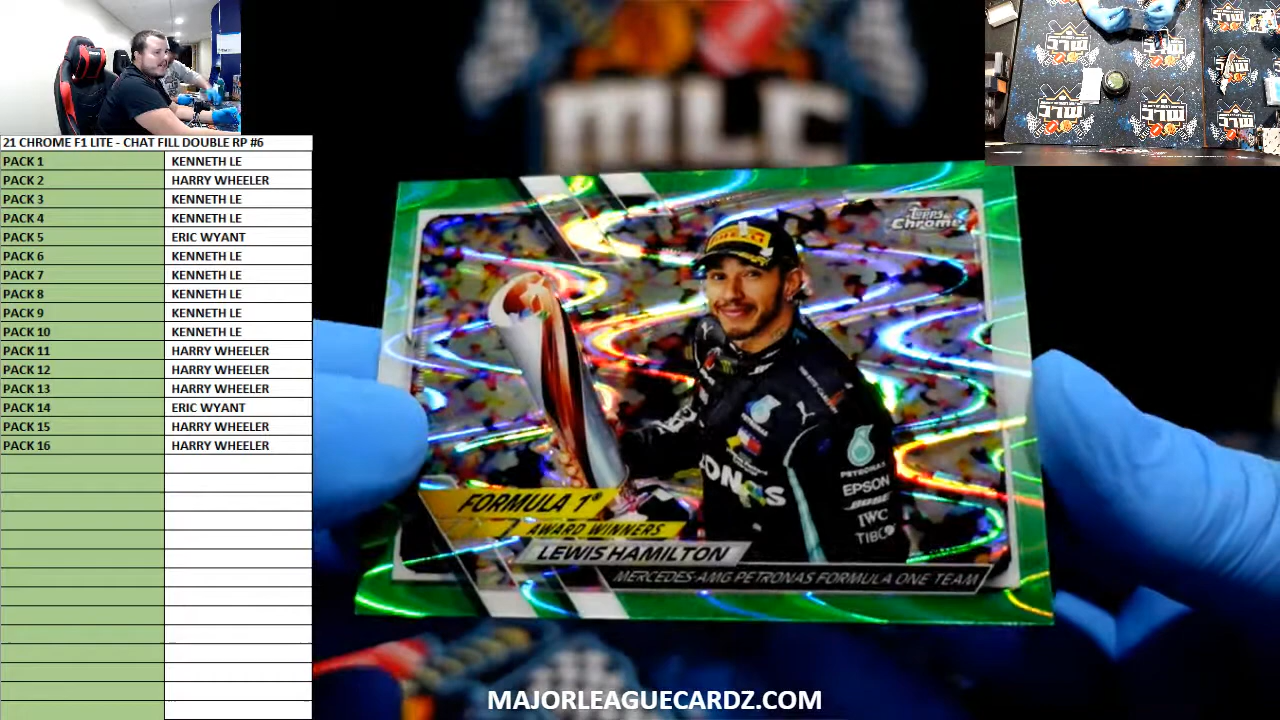 21 CHROME F1 LITE - CHAT FILL DOUBLE RP #6
PACK 1 KENNETH LE
PACK 2 HARRY WHEELER
PACK 3 KENNETH LE
PACK 4 KENNETH LE
PACK 5 ERIC WYANT
PACK 6 KENNETH LE
PACK 7 KENNETH LE
PACK 8 KENNETH LE
PACK 9 KENNETH LE
PACK 10 KENNETH LE
PACK 11 HARRY WHEELER
PACK 12 HARRY WHEELER
PACK 13 HARRY WHEELER
PACK 14 ERIC WYANT
PACK 15 HARRY WHEELER
PACK 16 HARRY WHEELER
MLC
Topps
Chrome
PIRELLI
PETRONAS
EPSON
BOSE
IWC
TIBCO
FORMULA 1®
AWARD WINNERS
LEWIS HAMILTON
MERCEDES-AMG PETRONAS FORMULA ONE TEAM
MAJORLEAGUECARDZ.COM